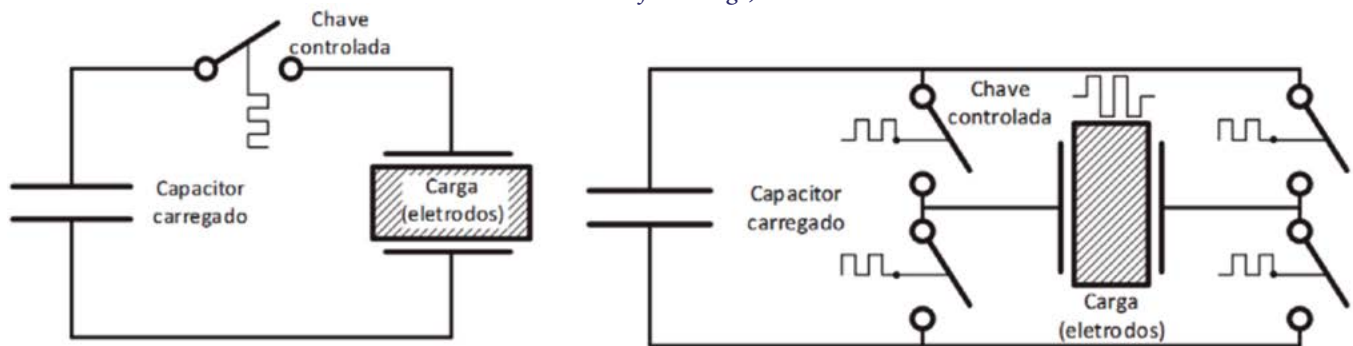 Chave
controlada
Capacitor
carregado
Carga
(eletrodos)
Chave
controlada
Capacitor
carregado
Carga
(eletrodos)